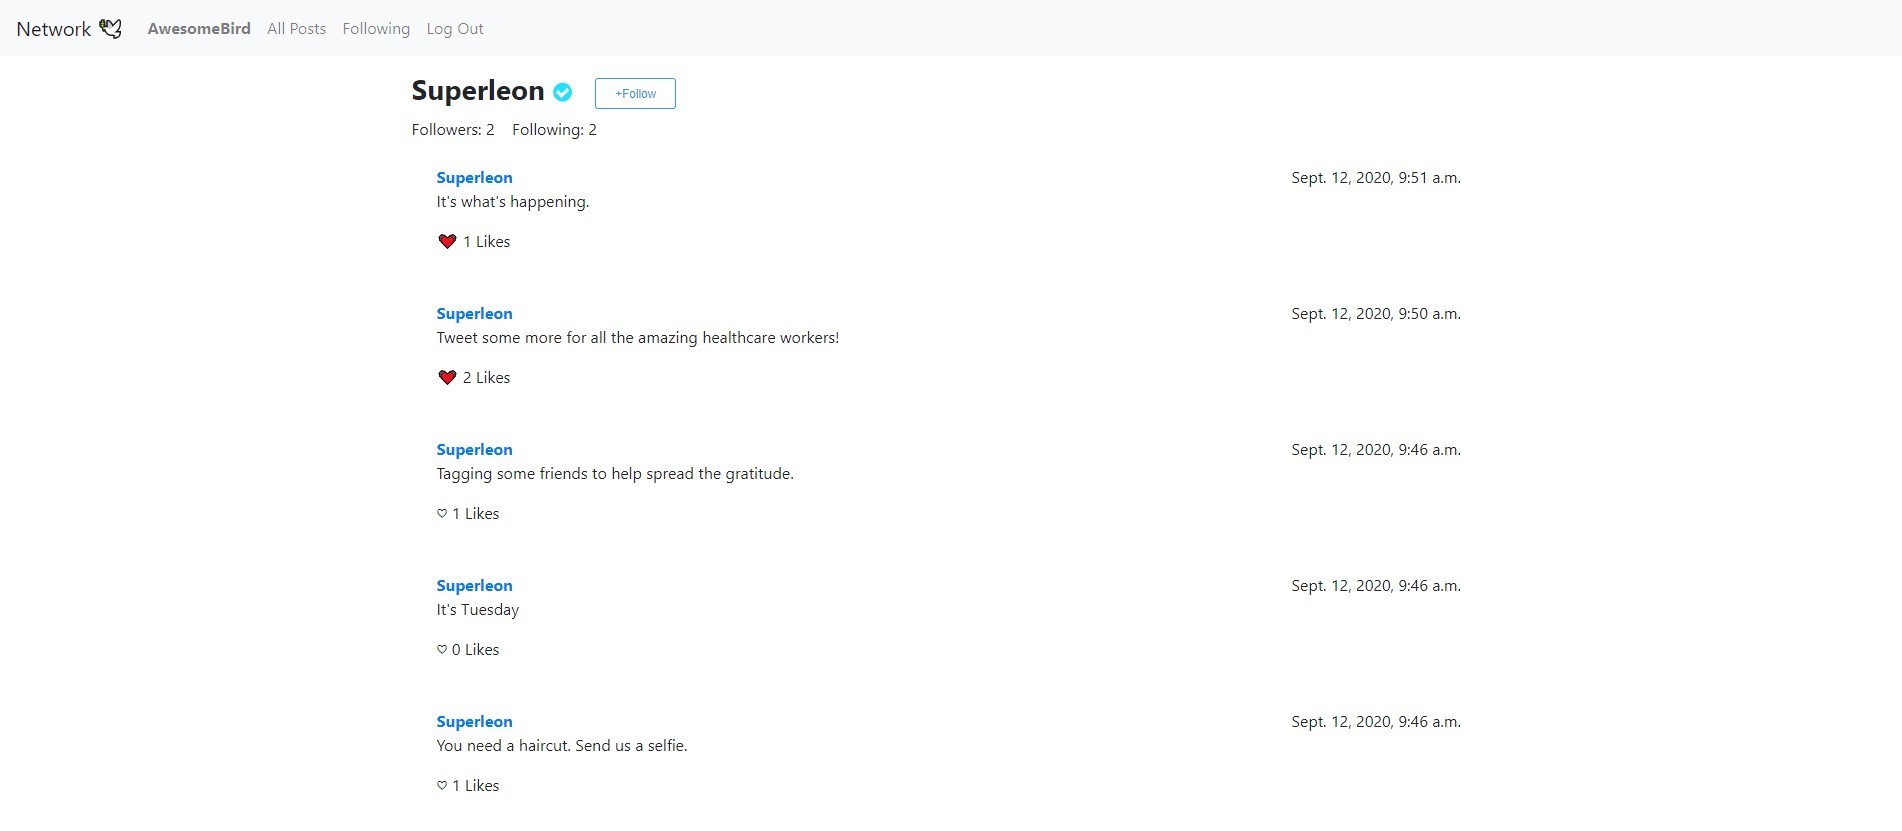 Network AwesomeBird All Posts Following Log Out
Superleon +Follow
Followers: 2 Following: 2
Superleon Sept. 12, 2020, 9:51 a.m.
It's what's happening.
1 Likes
Superleon Sept. 12, 2020, 9:50 a.m.
Tweet some more for all the amazing healthcare workers!
2 Likes
Superleon Sept. 12, 2020, 9:46 a.m.
Tagging some friends to help spread the gratitude.
1 Likes
Superleon Sept. 12, 2020, 9:46 a.m.
It's Tuesday
0 Likes
Superleon Sept. 12, 2020, 9:46 a.m.
You need a haircut. Send us a selfie.
1 Likes